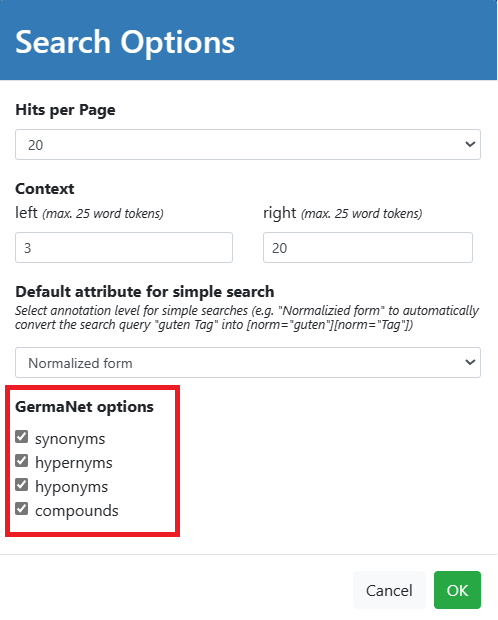 Search Options
Hits per Page
20
Context
left (max. 25 word tokens)
right (max. 25 word tokens)
3
20
Default attribute for simple search
Select annotation level for simple searches (e.g. "Normalizied form" to automatically
convert the search query "guten Tag" into [norm="guten"][norm="Tag"])
Normalized form
GermaNet options
synonyms
hypernyms
hyponyms
compounds
Cancel
OK